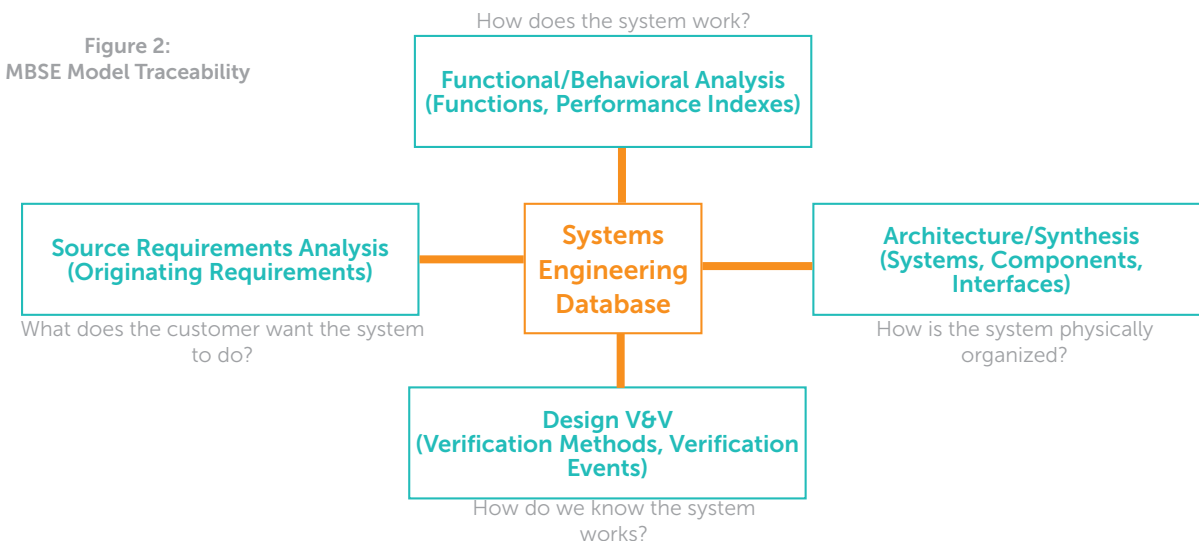 How does the system work?
Figure 2:
MBSE Model Traceability
Functional/Behavioral Analysis
(Functions, Performance Indexes)
Source Requirements Analysis
(Originating Requirements)
What does the customer want the system
to do?
Systems
Engineering
Database
Architecture/Synthesis
(Systems, Components,
Interfaces)
How is the system physically
organized?
Design V&V
(Verification Methods, Verification
Events)
How do we know the system
works?